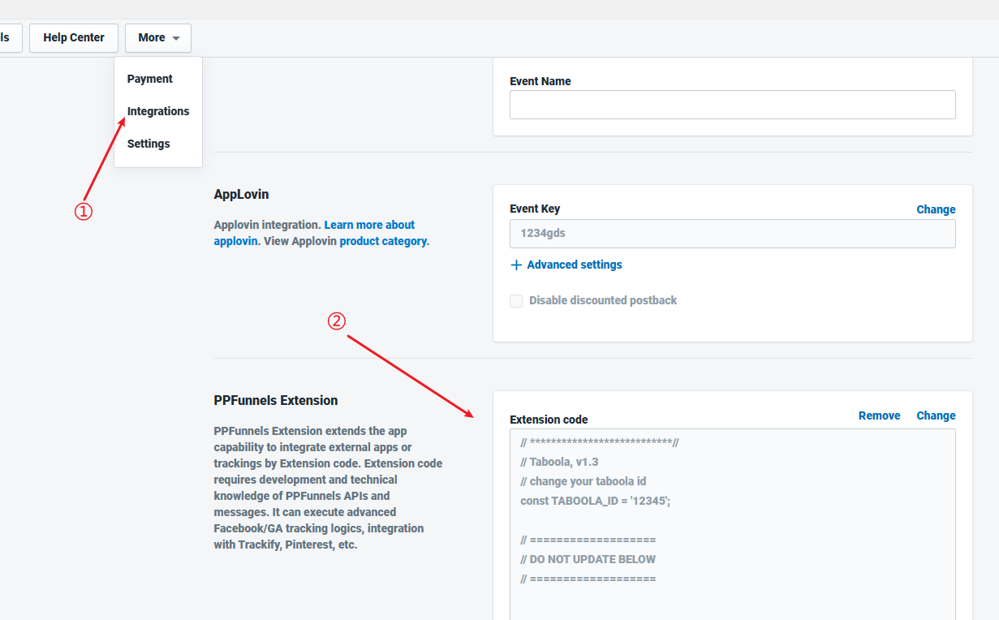 ls
Help Center
More
Payment
Integrations
Settings
①
Event Name
AppLovin
Applovin integration. Learn more about
applovin. View Applovin product category.
Event Key
Change
1234gds
+ Advanced settings
Disable discounted postback
②
PPFunnels Extension
PPFunnels Extension extends the app
capability to integrate external apps or
trackings by Extension code. Extension code
requires development and technical
knowledge of PPFunnels APIs and
messages. It can execute advanced
Facebook/GA tracking logics, integration
with Trackify, Pinterest, etc.
Extension code
Remove
Change
// ***************************//
// Taboola, v1.3
// change your taboola id
const TABOOLA_ID = '12345';
// ===================
// DO NOT UPDATE BELOW
// ===================